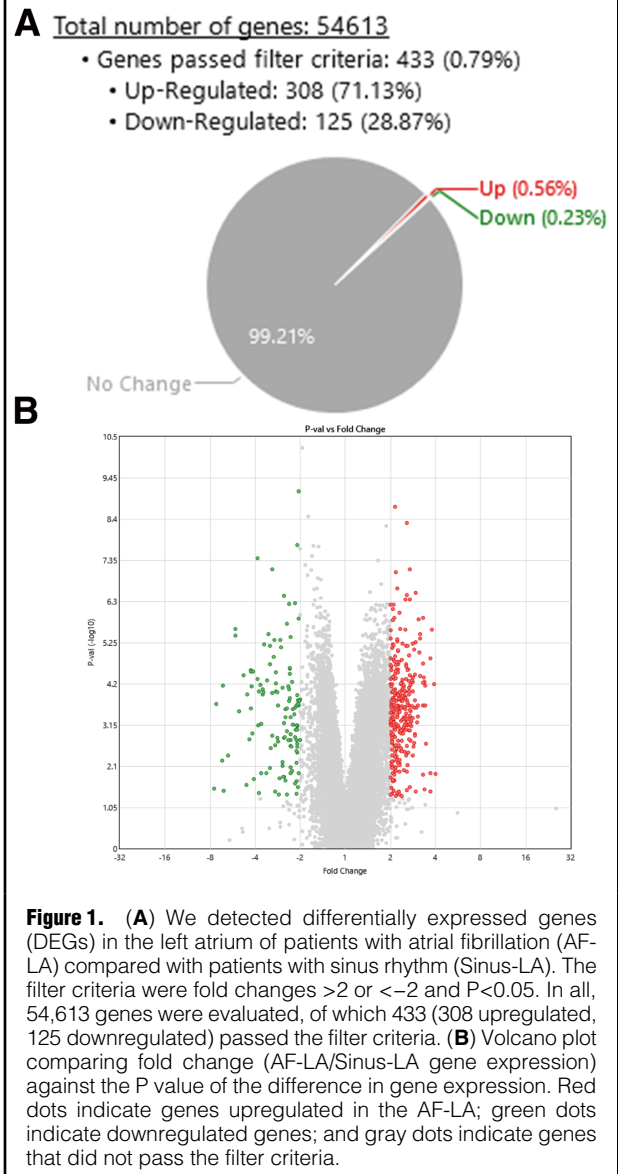 A
Total number of genes: 54613
• Genes passed filter criteria: 433 (0.79%)
• Up-Regulated: 308 (71.13%)
• Down-Regulated: 125 (28.87%)
Up (0.56%)
Down (0.23%)
99.21%
No Change
B
P-val vs Fold Change
10.5
9.45
8.4
7.35
6.3
5.25
4.2
3.15
2.1
1.05
0
P-val (-log10)
-32 -16 -8 -4 -2 1 2 4 8 16 32
Fold Change
Figure 1. (A) We detected differentially expressed genes
(DEGs) in the left atrium of patients with atrial fibrillation (AF-
LA) compared with patients with sinus rhythm (Sinus-LA). The
filter criteria were fold changes >2 or <−2 and P<0.05. In all,
54,613 genes were evaluated, of which 433 (308 upregulated,
125 downregulated) passed the filter criteria. (B) Volcano plot
comparing fold change (AF-LA/Sinus-LA gene expression)
against the P value of the difference in gene expression. Red
dots indicate genes upregulated in the AF-LA; green dots
indicate downregulated genes; and gray dots indicate genes
that did not pass the filter criteria.